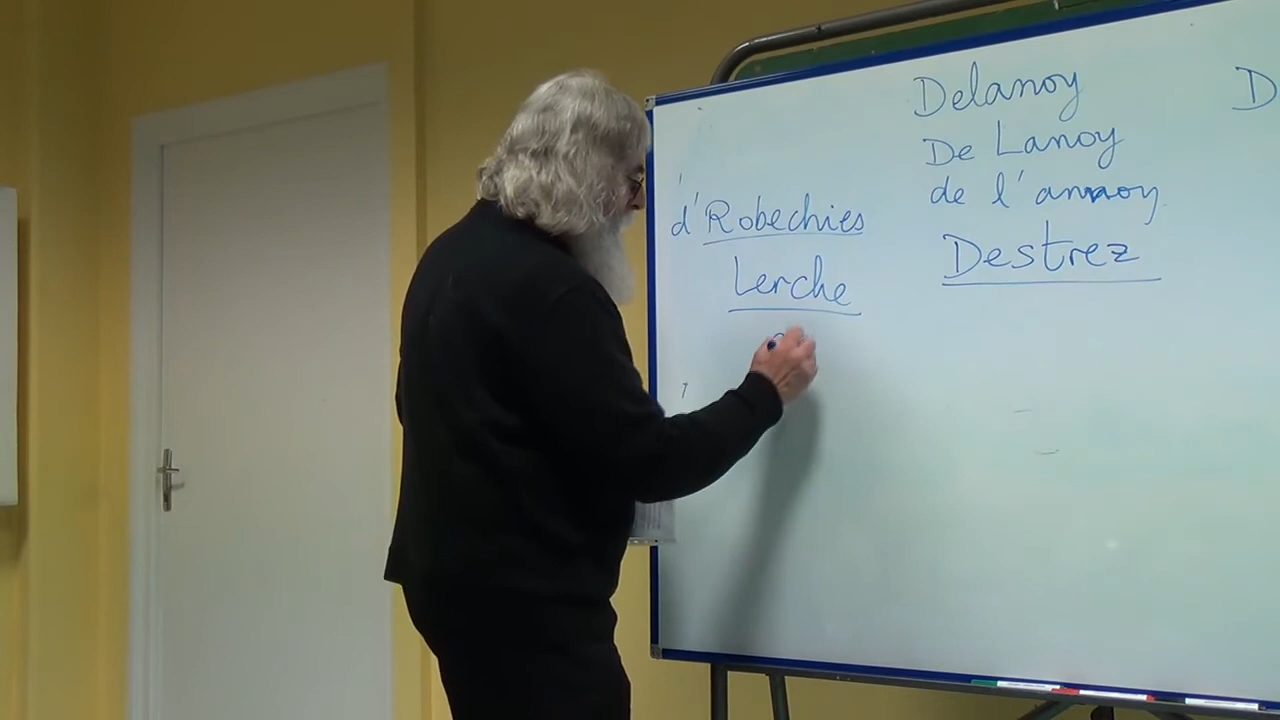 d'Robechies
Lerche
Delanoy
De Lanoy
de l'annoy
Destrez
D